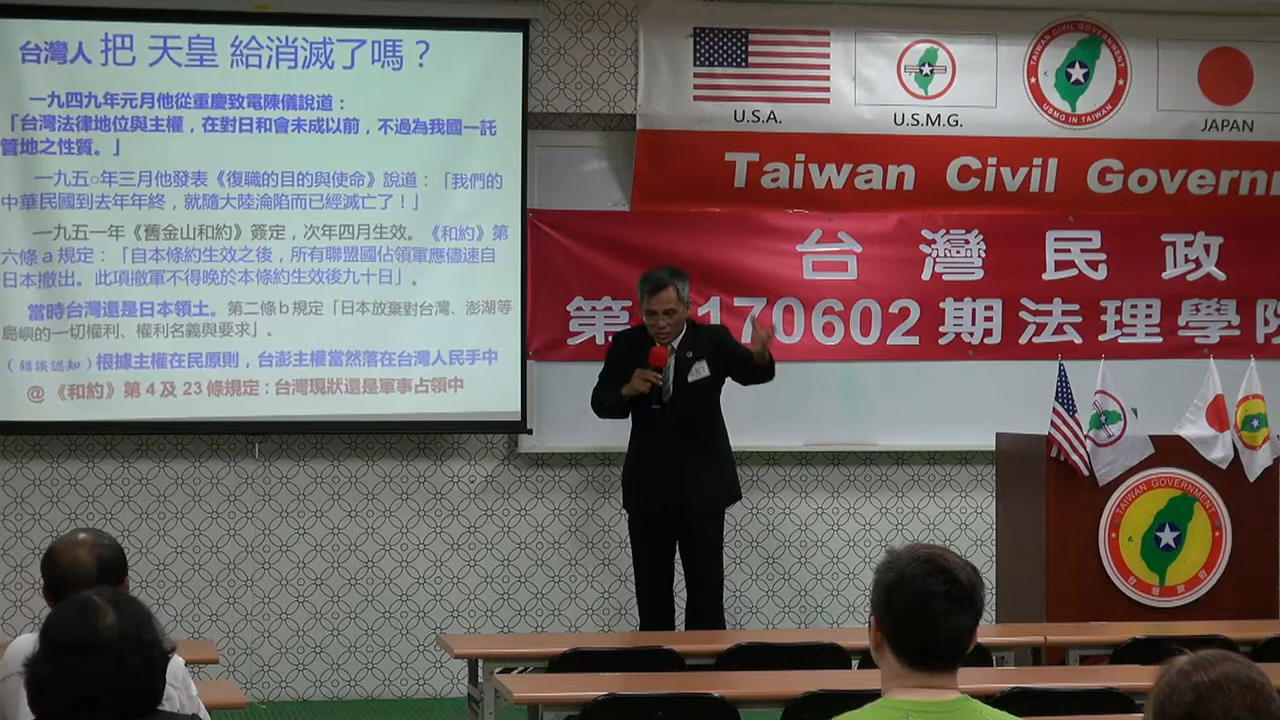 台灣人 把 天皇 給消滅了嗎？
一九四九年元月他從重慶致電陳儀說道：
「台灣法律地位與主權，在對日和會未成以前，不過為我國一託
管地之性質。」
一九五○年三月他發表《復職的目的與使命》說道：「我們的
中華民國到去年年終，就隨大陸淪陷而已經滅亡了！」
一九五一年《舊金山和約》簽定，次年四月生效。《和約》第
六條ａ規定：「自本條約生效之後，所有聯盟國佔領軍應儘速自
日本撤出。此項撤軍不得晚於本條約生效後九十日」。
當時台灣還是日本領土。第二條ｂ規定「日本放棄對台灣、澎湖等
島嶼的一切權利、權利名義與要求」。
（錯誤認知）根據主權在民原則，台澎主權當然落在台灣人民手中
@《和約》第 4 及 23 條規定：台灣現狀還是軍事占領中
U.S.A.
U.S.M.G.
TAIWAN CIVIL GOVERNMENT
USMG IN TAIWAN
JAPAN
Taiwan Civil Governm
台灣民政
第 170602 期法理學院
TAIWAN GOVERNMENT
台灣政府